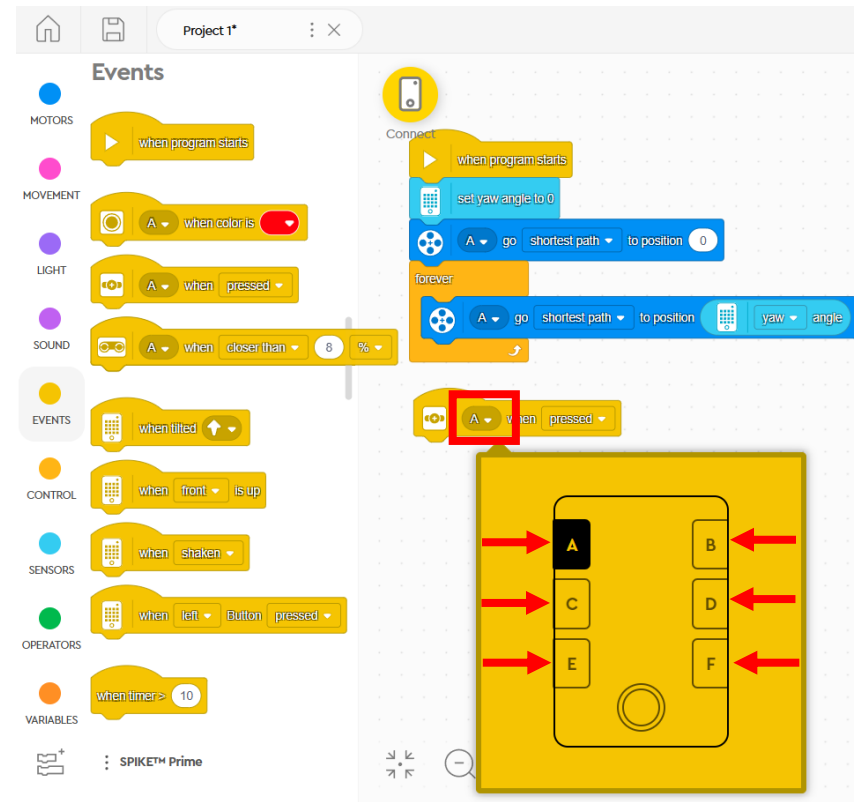 Project 1*
Events
MOTORS
MOVEMENT
LIGHT
SOUND
EVENTS
CONTROL
SENSORS
OPERATORS
VARIABLES
when program starts
A when color is
A when pressed
A when closer than 8 %
when tilted
when front is up
when shaken
when left Button pressed
when timer > 10
SPIKE™ Prime
Connect
when program starts
set yaw angle to 0
A go shortest path to position 0
forever
A go shortest path to position yaw angle
A when pressed
A B
C D
E F